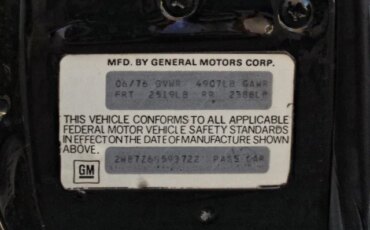 MFD. BY GENERAL MOTORS CORP.
06/76 GVWR 4907LB GAWR
FRT 2519LB RR 2388LB
THIS VEHICLE CONFORMS TO ALL APPLICABLE
FEDERAL MOTOR VEHICLE SAFETY STANDARDS
IN EFFECT ON THE DATE OF MANUFACTURE SHOWN
ABOVE.
PASS CAR
GM